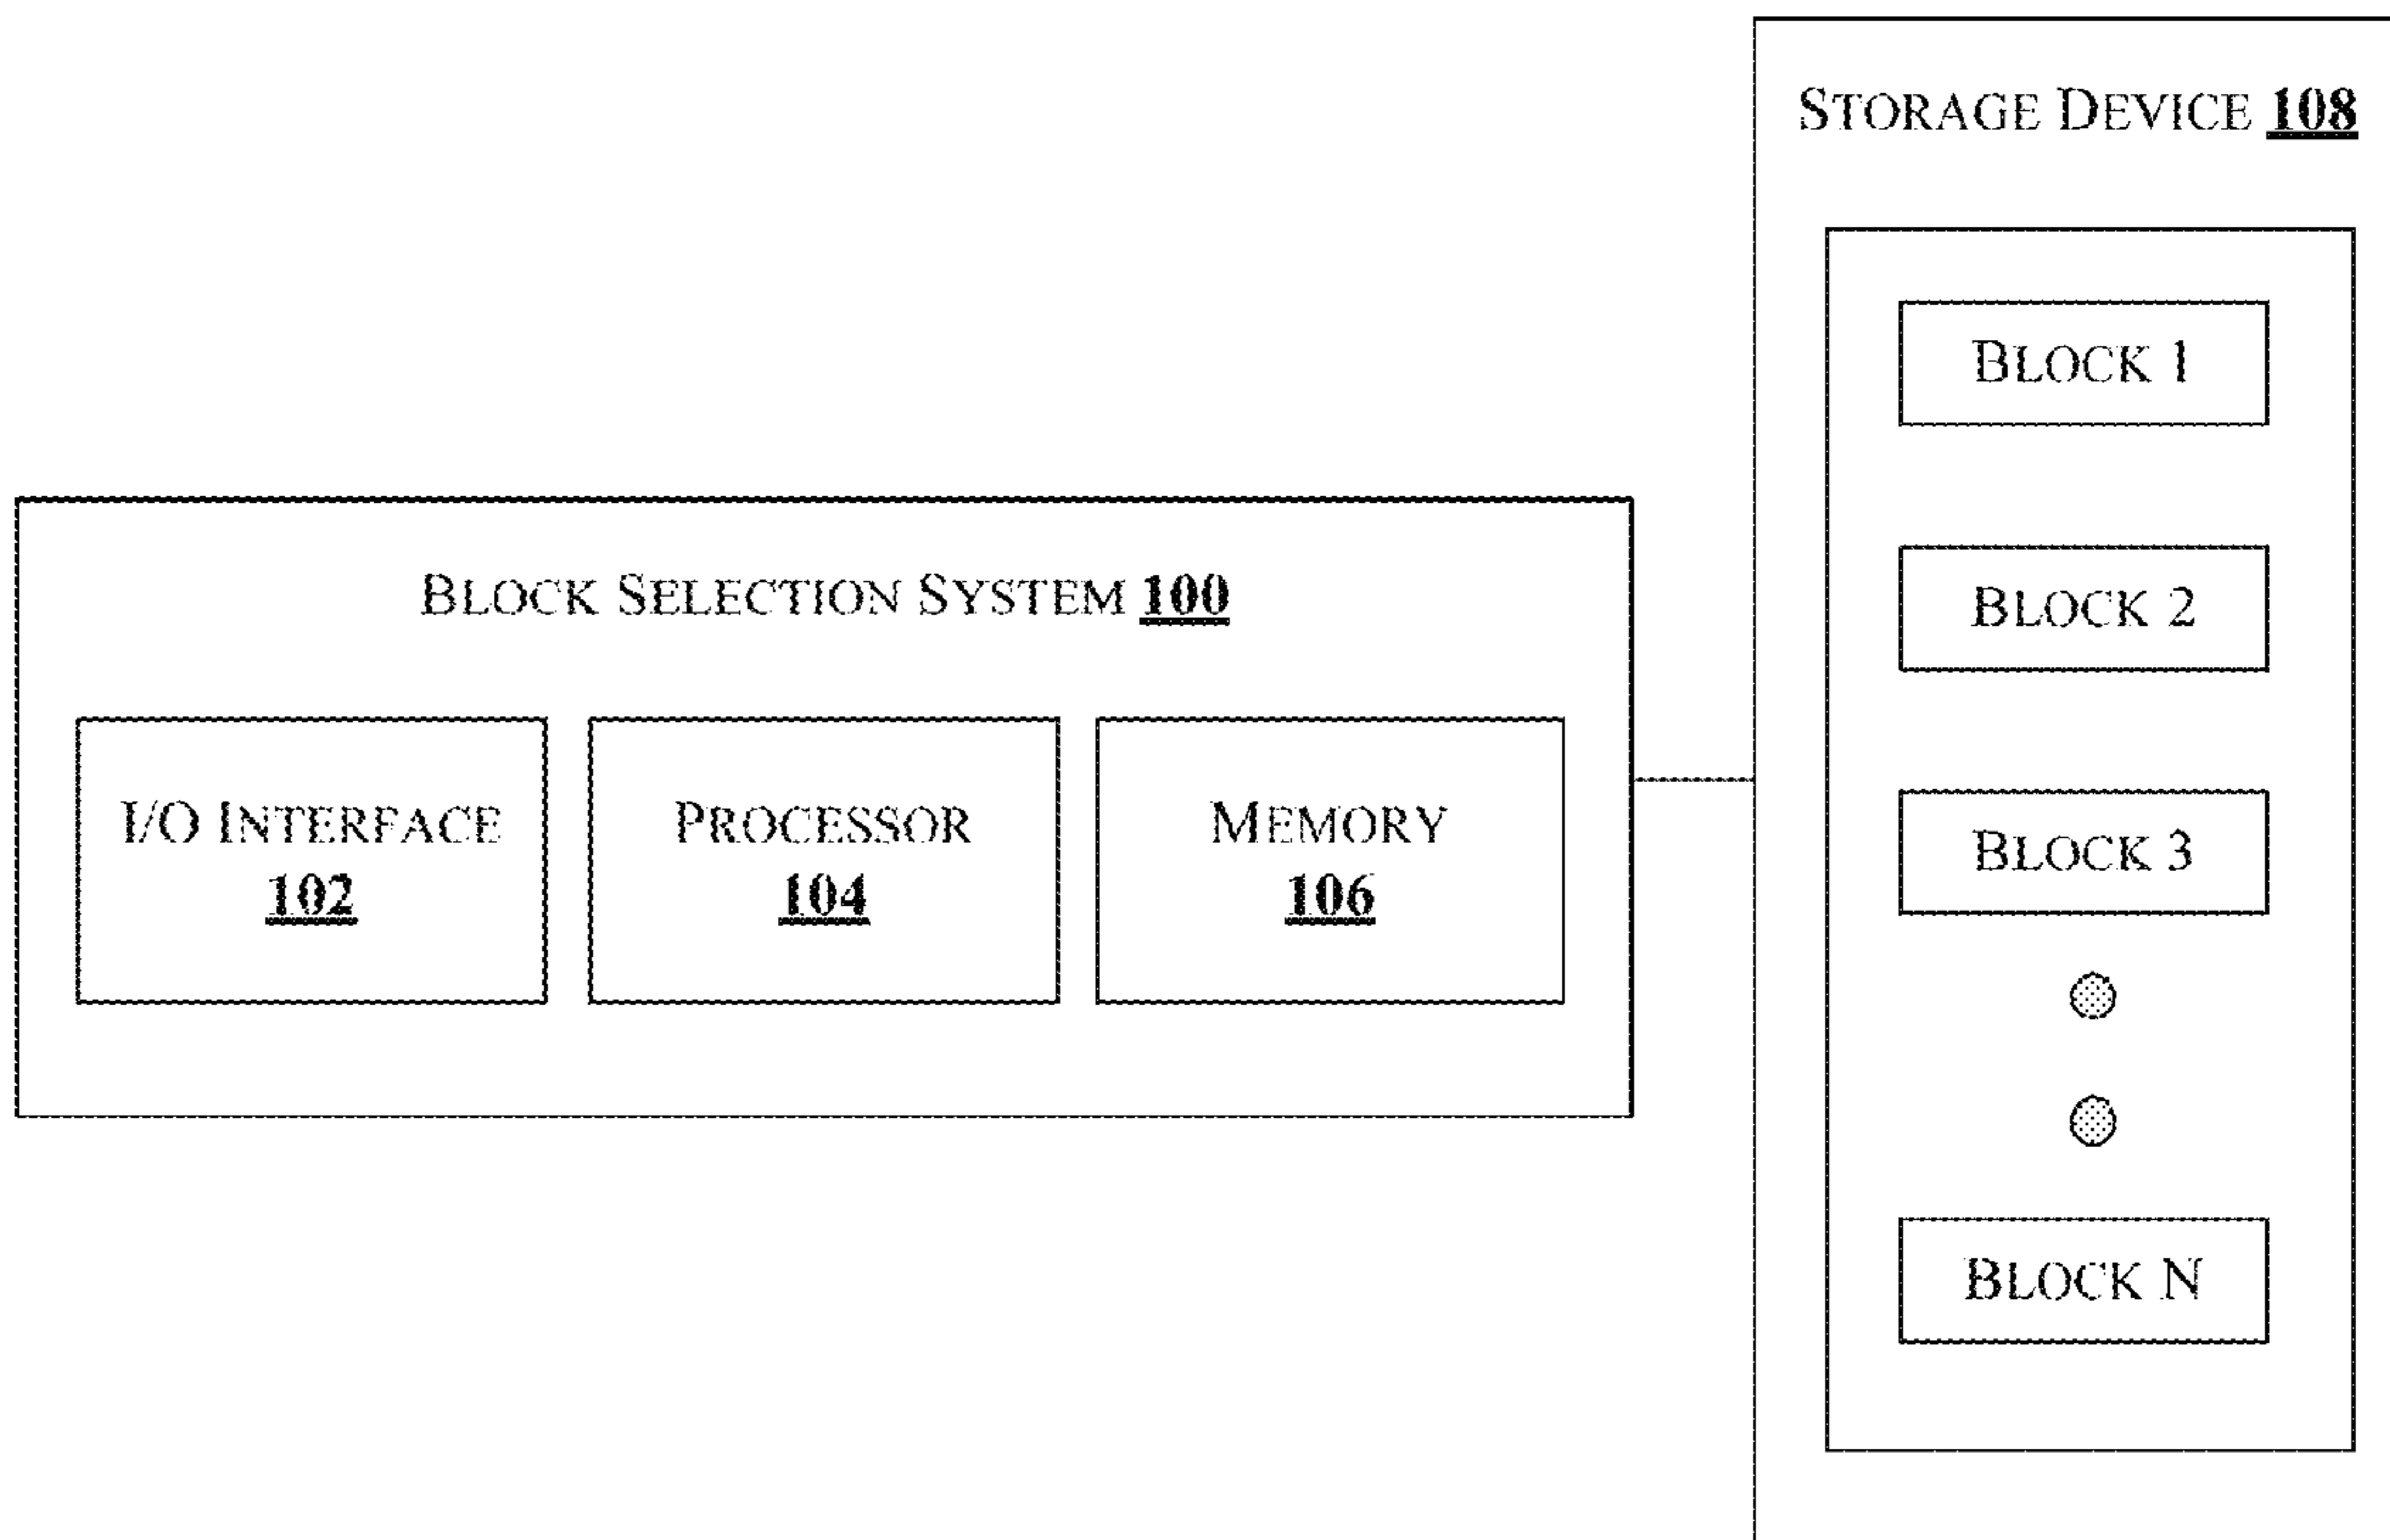 STORAGE DEVICE 108
BLOCK 1
BLOCK 2
BLOCK 3
BLOCK N
BLOCK SELECTION SYSTEM 100
I/O INTERFACE
102
PROCESSOR
104
MEMORY
106